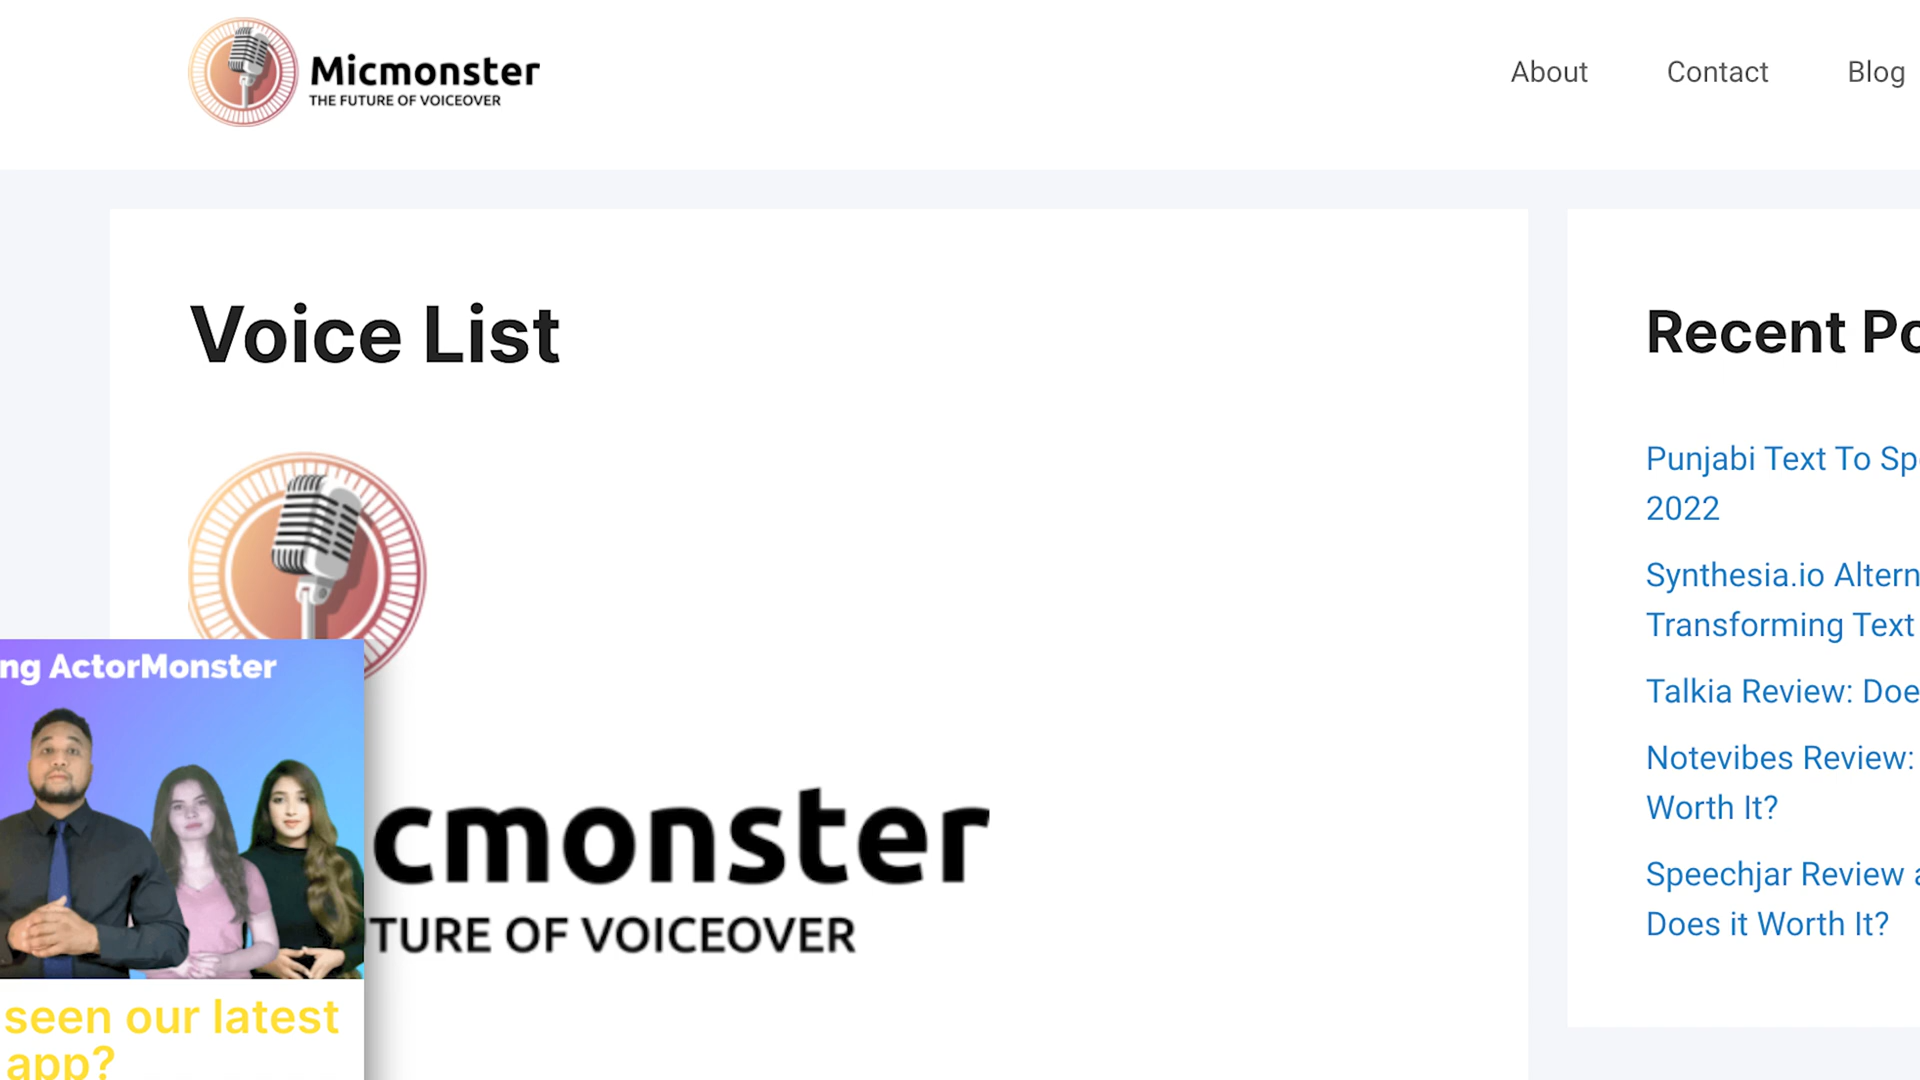 Micmonster
THE FUTURE OF VOICEOVER
About
Contact
Blog
Voice List
cmonster
TURE OF VOICEOVER
ng ActorMonster
seen our latest
app?
Recent Po
Punjabi Text To Sp
2022
Synthesia.io Altern
Transforming Text
Talkia Review: Doe
Notevibes Review:
Worth It?
Speechjar Review a
Does it Worth It?